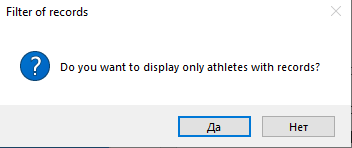 Filter of records
Do you want to display only athletes with records?
Да
Нет